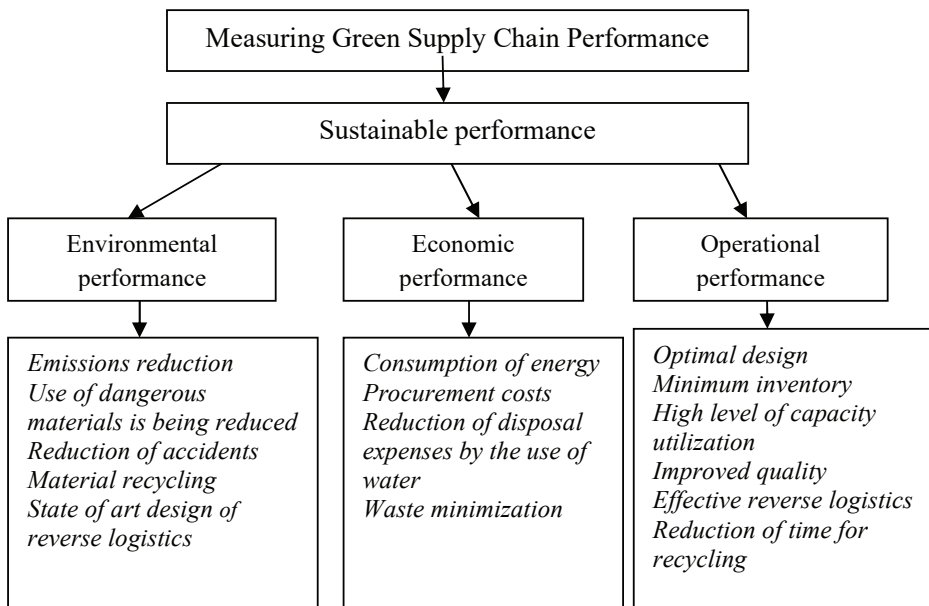 Measuring Green Supply Chain Performance
Sustainable performance
Environmental
performance
Economic
performance
Operational
performance
Emissions reduction
Use of dangerous
materials is being reduced
Reduction of accidents
Material recycling
State of art design of
reverse logistics
Consumption of energy
Procurement costs
Reduction of disposal
expenses by the use of
water
Waste minimization
Optimal design
Minimum inventory
High level of capacity
utilization
Improved quality
Effective reverse logistics
Reduction of time for
recycling